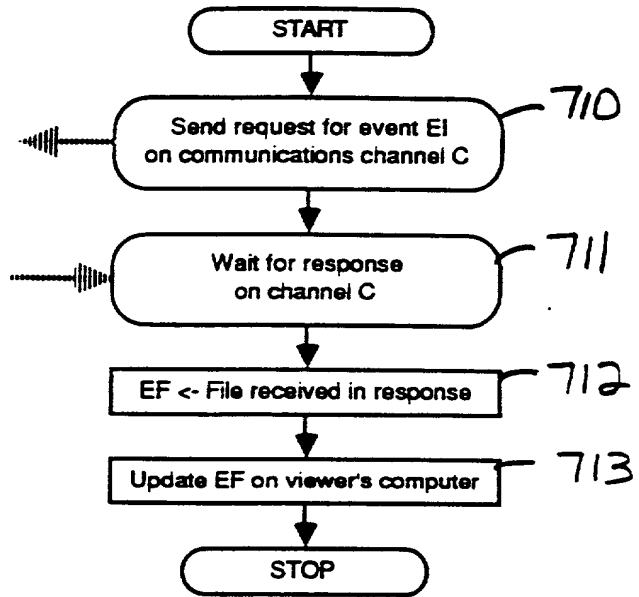 START
Send request for event EI
on communications channel C
710
Wait for response
on channel C
711
EF <- File received in response
712
Update EF on viewer's computer
713
STOP